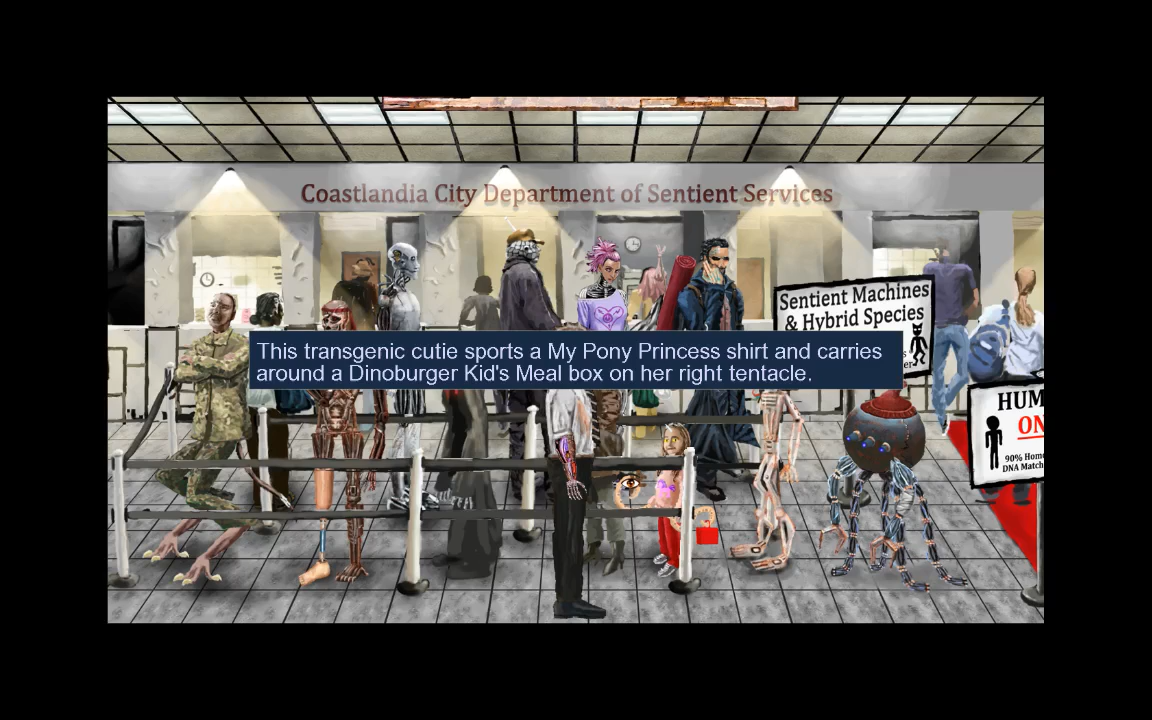 Coastlandia City Department of Sentient Services
Sentient Machines
& Hybrid Species
This transgenic cutie sports a My Pony Princess shirt and carries
around a Dinoburger Kid's Meal box on her right tentacle.
HUM
ON
90% Hom
DNA Match